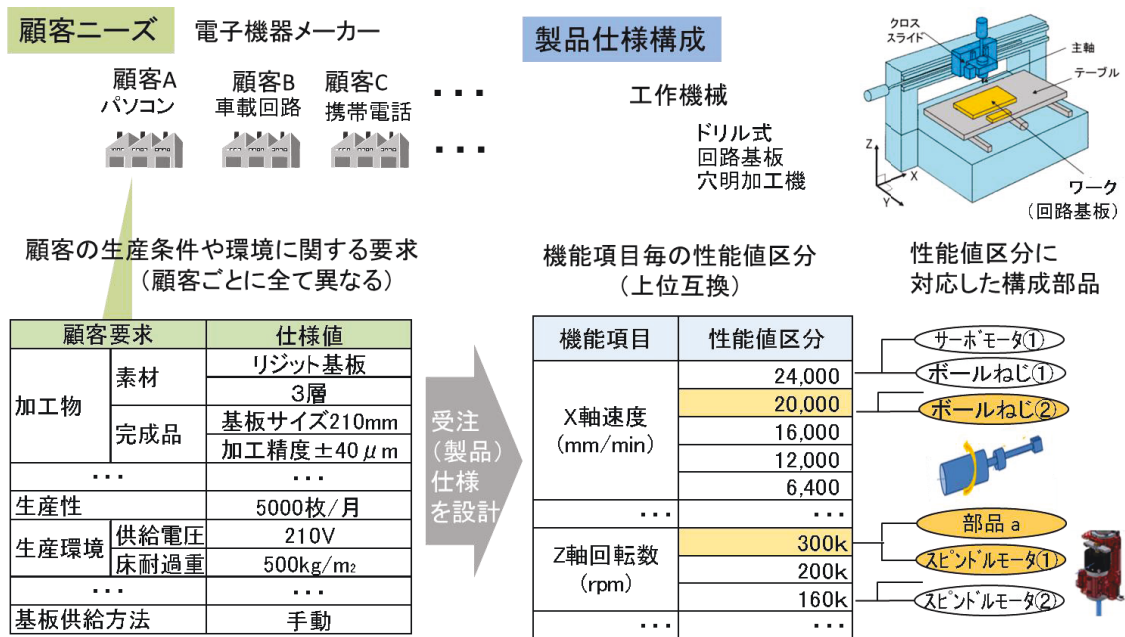 顧客ニーズ
電子機器メーカー
顧客A
パソコン
顧客B
車載回路
顧客C
携帯電話
・・・
・・・
製品仕様構成
工作機械
ドリル式
回路基板
穴明加工機
クロス
スライド
主軸
テーブル
Z
X
Y
ワーク
(回路基板)
顧客の生産条件や環境に関する要求
(顧客ごとに全て異なる)
顧客要求 仕様値
加工物 素材 リジット基板
3層
完成品 基板サイズ210mm
加工精度±40μm
・・・ ・・・
生産性 5000枚/月
生産環境 供給電圧 210V
床耐過重 500kg/m2
・・・ ・・・
基板供給方法 手動
受注
(製品)
仕様
を設計
機能項目毎の性能値区分
(上位互換)
機能項目 性能値区分
X軸速度
(mm/min)
24,000
20,000
16,000
12,000
6,400
・・・ ・・・
Z軸回転数
(rpm)
300k
200k
160k
・・・ ・・・
性能値区分に
対応した構成部品
サーボモータ①
ボールねじ①
ボールねじ②
部品a
スピンドルモータ①
スピンドルモータ②